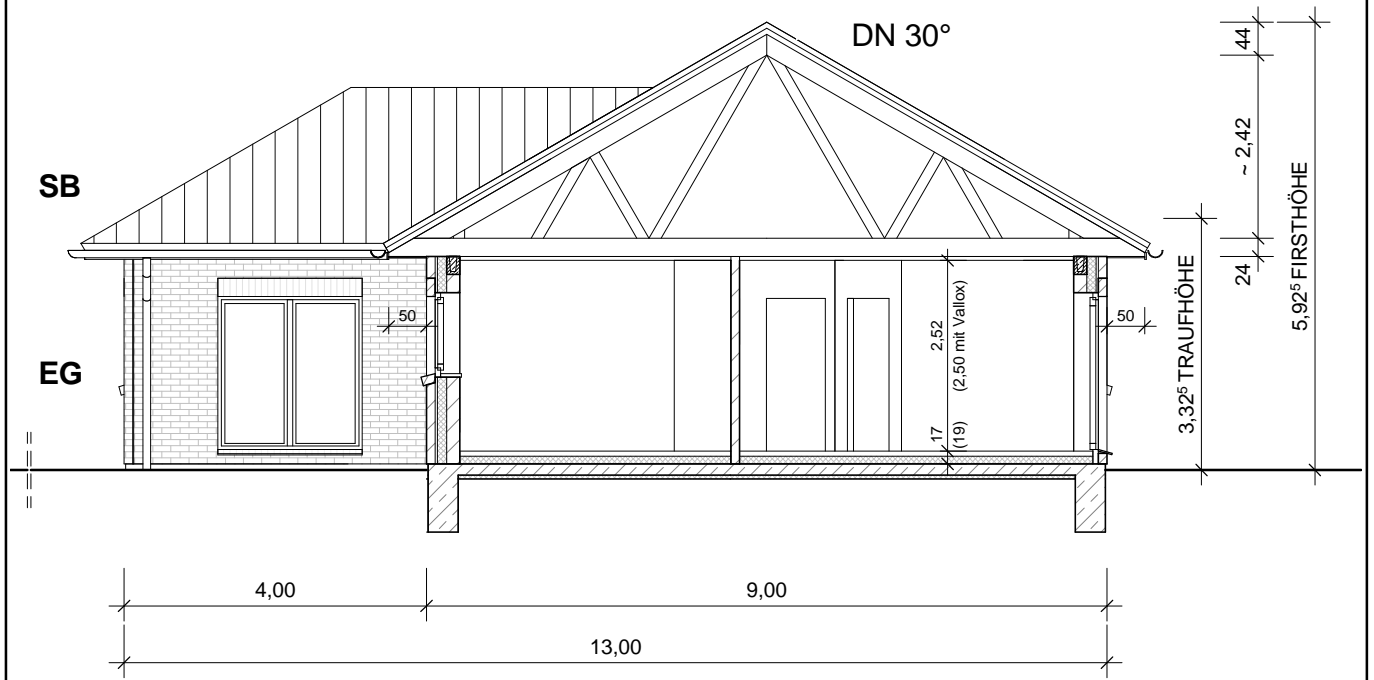 DN 30°
44
~ 2,42
24
5,92⁵ FIRSTHÖHE
3,32⁵ TRAUFHÖHE
SB
EG
50
50
2,52
(2,50 mit Vallox)
17
(19)
4,00
9,00
13,00